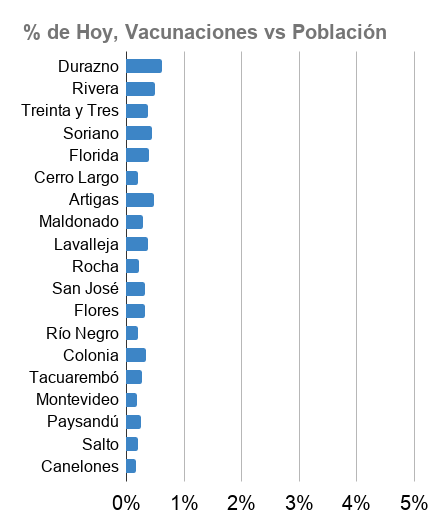 % de Hoy, Vacunaciones vs Población
Durazno
Rivera
Treinta y Tres
Soriano
Florida
Cerro Largo
Artigas
Maldonado
Lavalleja
Rocha
San José
Flores
Río Negro
Colonia
Tacuarembó
Montevideo
Paysandú
Salto
Canelones
0% 1% 2% 3% 4% 5%